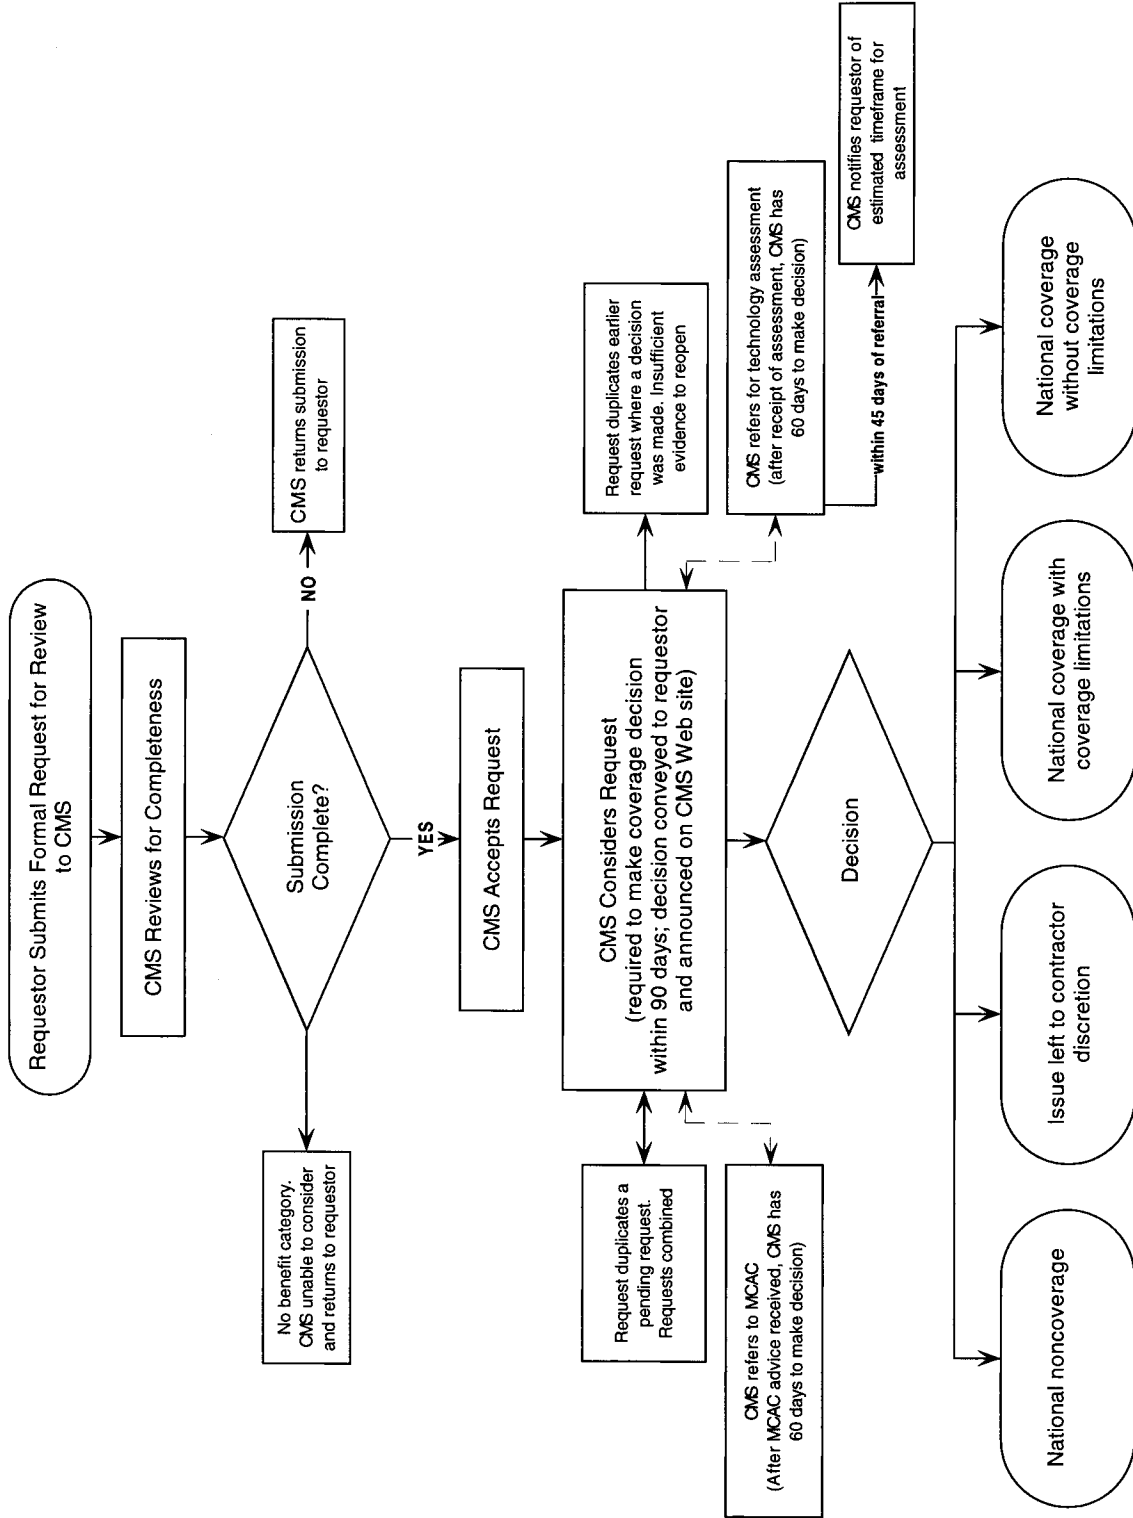 Requestor Submits Formal Request for Review
to CMS
CMS Reviews for Completeness
No benefit category.
CMS unable to consider
and returns to requestor
Submission
Complete?
NO
CMS returns submission
to requestor
YES
CMS Accepts Request
Request duplicates a
pending request.
Requests combined
CMS Considers Request
(required to make coverage decision
within 90 days; decision conveyed to requestor
and announced on CMS Web site)
Request duplicates earlier
request where a decision
was made. Insufficient
evidence to reopen
CMS refers to MCAC
(After MCAC advice received, CMS has
60 days to make decision)
CMS refers for technology assessment
(after receipt of assessment, CMS has
60 days to make decision)
within 45 days of referral
CMS notifies requestor of
estimated timeframe for
assessment
Decision
National noncoverage
Issue left to contractor
discretion
National coverage with
coverage limitations
National coverage
without coverage
limitations